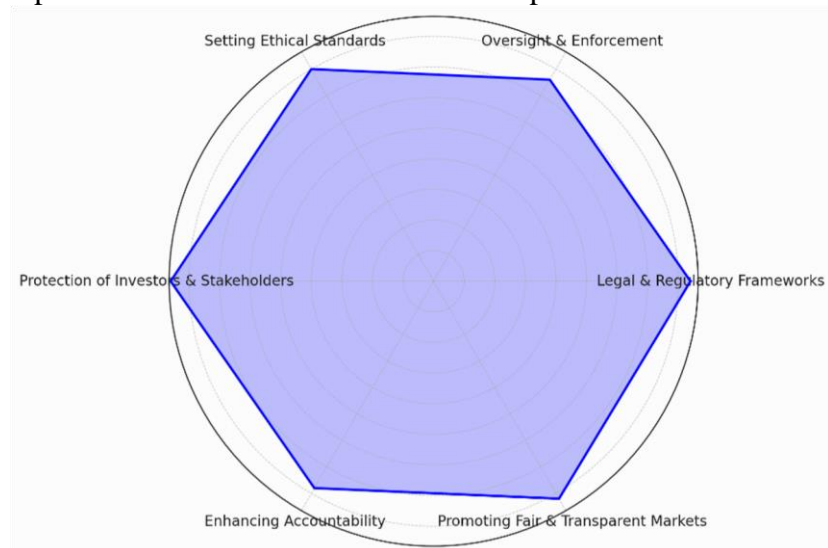 Setting Ethical Standards
Oversight & Enforcement
Protection of Investors & Stakeholders
Legal & Regulatory Frameworks
Enhancing Accountability
Promoting Fair & Transparent Markets